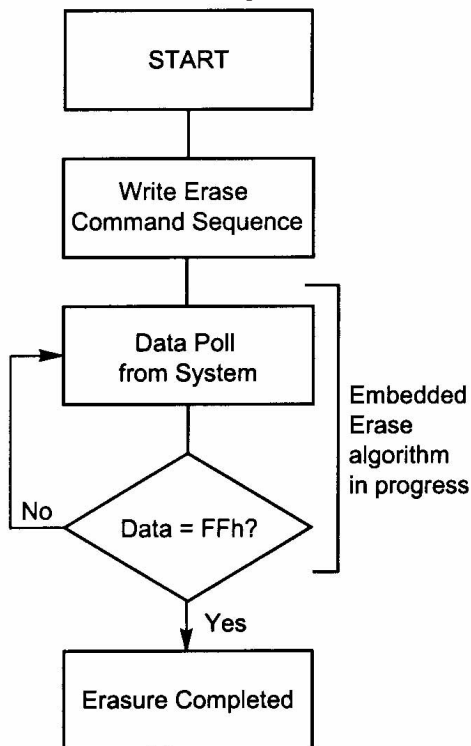 START
Write Erase
Command Sequence
Data Poll
from System
Embedded
Erase
algorithm
in progress
No
Data = FFh?
Yes
Erasure Completed